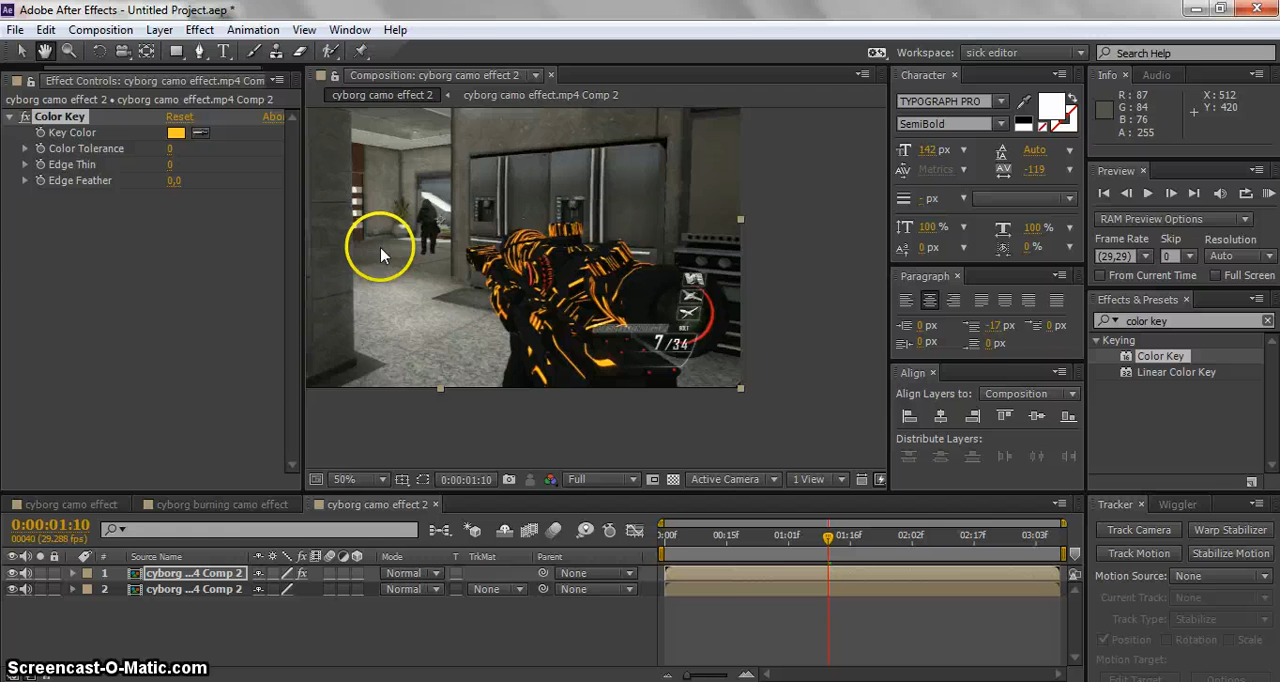 Adobe After Effects - Untitled Project.aep *
File Edit Composition Layer Effect Animation View Window Help
Workspace: sick editor Search Help
Effect Controls: cyborg camo effect.mp4 Com
cyborg camo effect 2 • cyborg camo effect.mp4 Comp 2
fx Color Key Reset Abo
Key Color
Color Tolerance 0
Edge Thin 0
Edge Feather 0,0
Composition: cyborg camo effect 2
cyborg camo effect 2 cyborg camo effect.mp4 Comp 2
7/34
50% 0:00:01:10 Full Active Camera 1 View
Character
TYPOGRAPH PRO
SemiBold
142 px Auto
Metrics -119
- px
100 % 100 %
0 px 0 %
Paragraph
0 px -17 px 0 px
0 px 0 px
Align
Align Layers to: Composition
Distribute Layers:
Info Audio
R: 87
G: 84
B: 76
A: 255
X: 512
Y: 420
Preview
RAM Preview Options
Frame Rate Skip Resolution
(29,29) 0 Auto
From Current Time Full Screen
Effects & Presets
color key
Keying
Color Key
Linear Color Key
cyborg camo effect cyborg burning camo effect cyborg camo effect 2
0:00:01:10
00040 (29.288 fps)
:00f 00:15f 01:01f 01:16f 02:02f 02:17f 03:03f
# Source Name fx Mode T TrkMat Parent
1 cyborg ...4 Comp 2 fx Normal None
2 cyborg ...4 Comp 2 Normal None None
Tracker Wiggler
Track Camera Warp Stabilizer
Track Motion Stabilize Motion
Motion Source: None
Current Track: None
Track Type: Stabilize
Position Rotation Scale
Motion Target:
Edit Target... Options...
Screencast-O-Matic.com